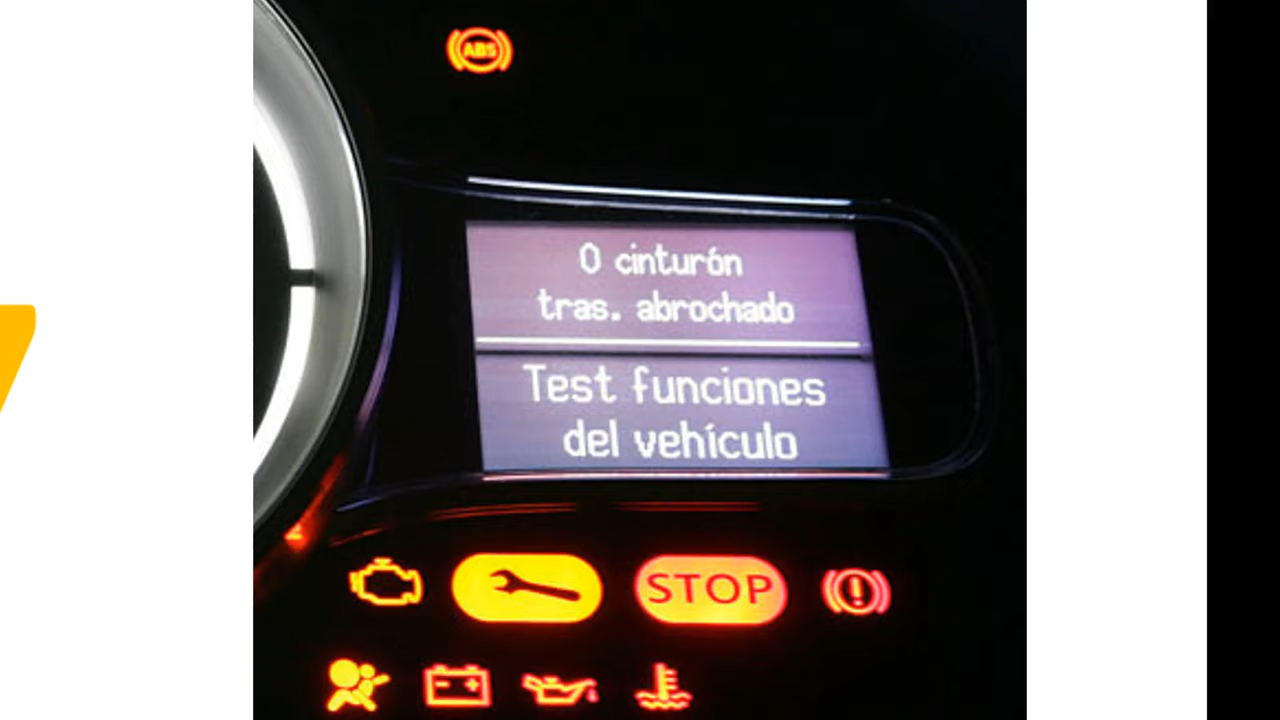 ABS
0 cinturón
tras. abrochado
Test funciones
del vehículo
STOP